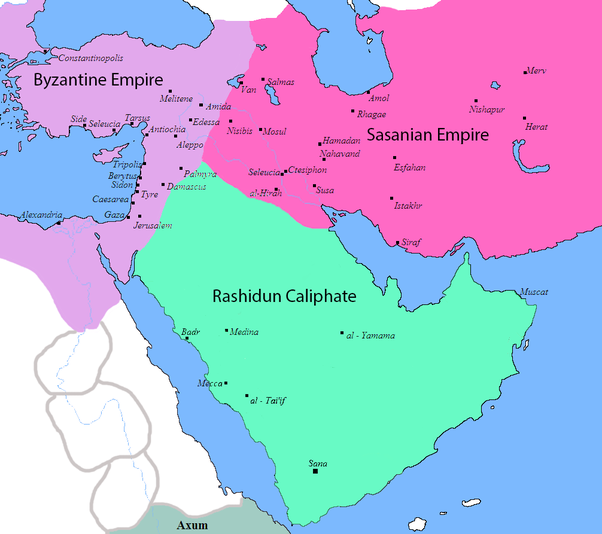 Constantinopolis
Byzantine Empire
Melitene
Amida
Van
Salmas
Amol
Rhagae
Merv
Nishapur
Herat
Side
Seleucia
Tarsus
Antiochia
Edessa
Aleppo
Nisibis
Mosul
Hamadan
Nahavand
Sasanian Empire
Esfahan
Tripolis
Berytus
Sidon
Tyre
Palmyra
Damascus
Seleucia
Ctesiphon
al-Hirah
Susa
Istakhr
Caesarea
Gaza
Jerusalem
Alexandria
Siraf
Rashidun Caliphate
Muscat
Badr
Medina
al - Yamama
Mecca
al - Tai'if
Sana
Axum